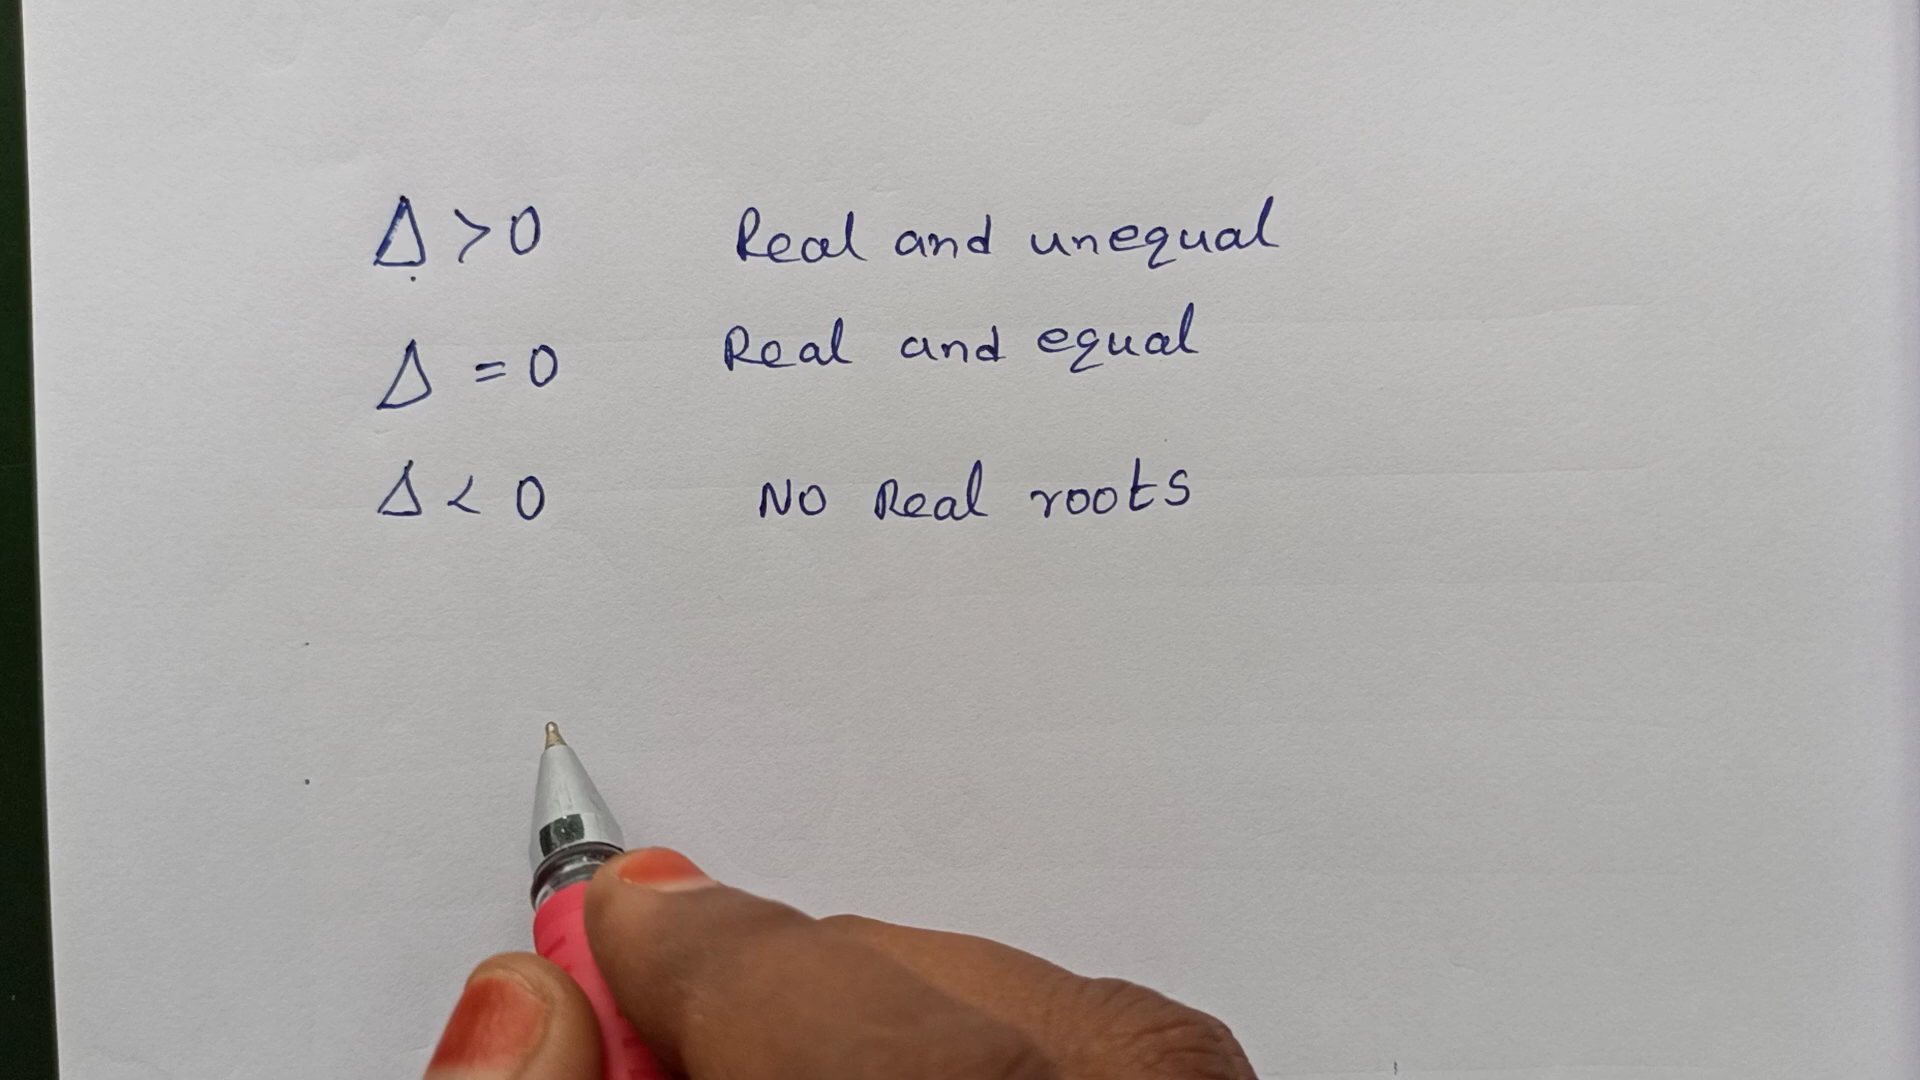 Δ > 0 Real and unequal
Δ = 0 Real and equal
Δ < 0 No Real roots